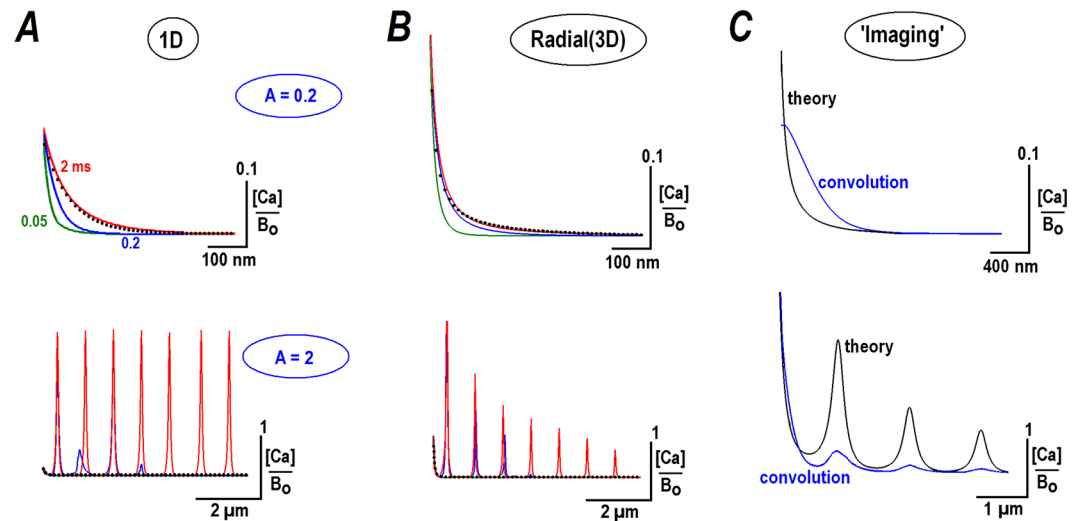 A
1D
A = 0.2
2 ms
0.05
0.2
0.1
[Ca]
Bo
100 nm
A = 2
1
[Ca]
Bo
2 µm
B
Radial(3D)
0.1
[Ca]
Bo
100 nm
1
[Ca]
Bo
2 µm
C
'Imaging'
theory
convolution
0.1
[Ca]
Bo
400 nm
theory
convolution
1
[Ca]
Bo
1 µm